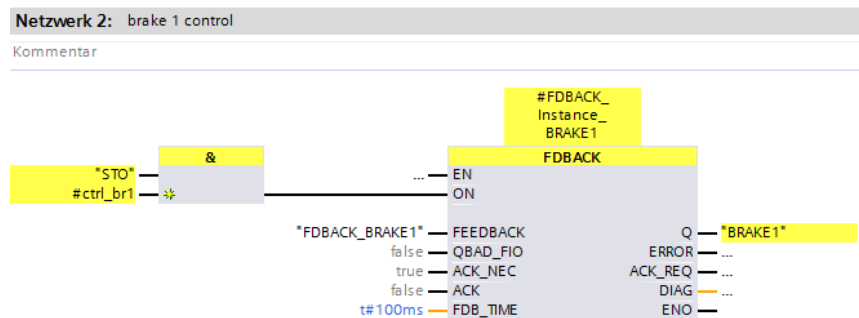 Netzwerk 2: brake 1 control
Kommentar
#FDBACK_
Instance_
BRAKE1
& FDBACK
"STO" ... EN
#ctrl_br1 ON
"FDBACK_BRAKE1" FEEDBACK Q "BRAKE1"
false QBAD_FIO ERROR ...
true ACK_NEC ACK_REQ ...
false ACK DIAG ...
t#100ms FDB_TIME ENO